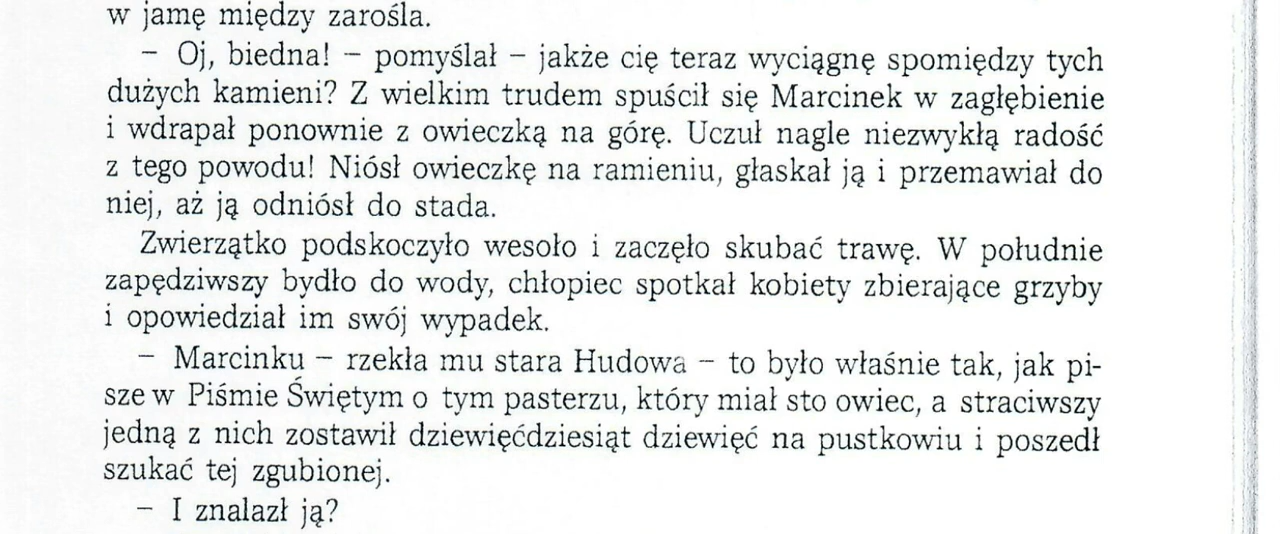 w jamę między zarośla.
– Oj, biedna! – pomyślał – jakże cię teraz wyciągnę spomiędzy tych
dużych kamieni? Z wielkim trudem spuścił się Marcinek w zagłębienie
i wdrapał ponownie z owieczką na górę. Uczuł nagle niezwykłą radość
z tego powodu! Niósł owieczkę na ramieniu, głaskał ją i przemawiał do
niej, aż ją odniósł do stada.
Zwierzątko podskoczyło wesoło i zaczęło skubać trawę. W południe
zapędziwszy bydło do wody, chłopiec spotkał kobiety zbierające grzyby
i opowiedział im swój wypadek.
– Marcinku – rzekła mu stara Hudowa – to było właśnie tak, jak pi-
sze w Piśmie Świętym o tym pasterzu, który miał sto owiec, a straciwszy
jedną z nich zostawił dziewięćdziesiąt dziewięć na pustkowiu i poszedł
szukać tej zgubionej.
– I znalazł ją?